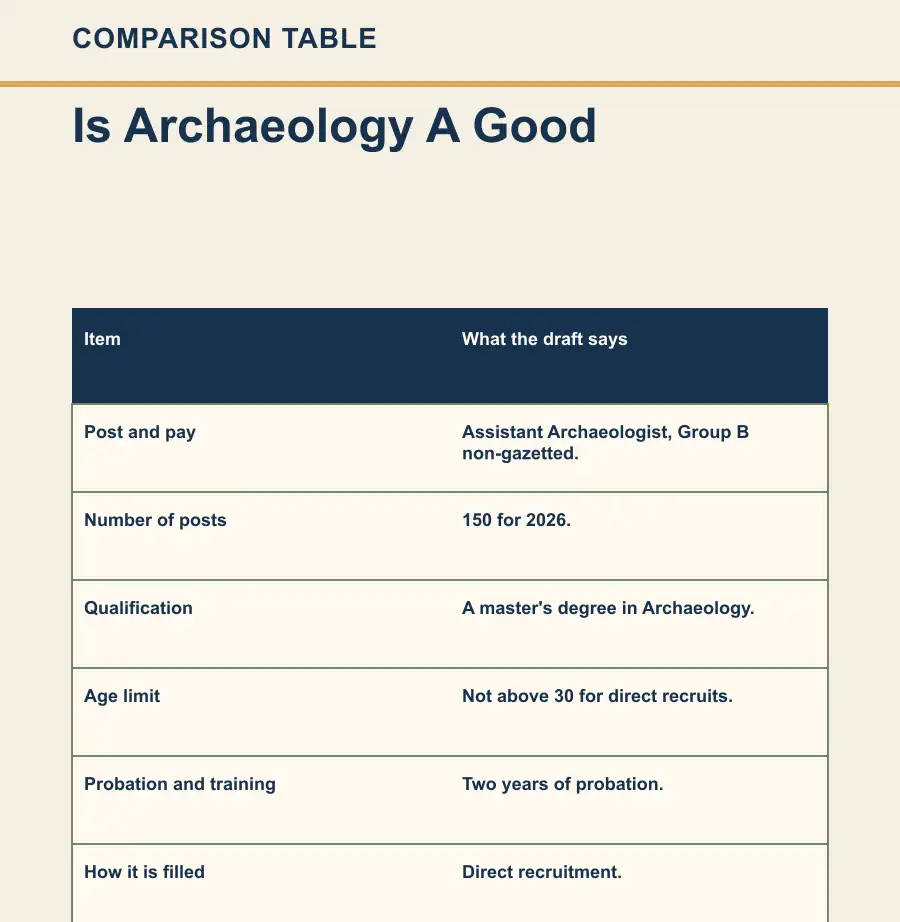 COMPARISON TABLE
Is Archaeology A Good
Item
What the draft says
Post and pay
Assistant Archaeologist, Group B
non-gazetted.
Number of posts
150 for 2026.
Qualification
A master's degree in Archaeology.
Age limit
Not above 30 for direct recruits.
Probation and training
Two years of probation.
How it is filled
Direct recruitment.